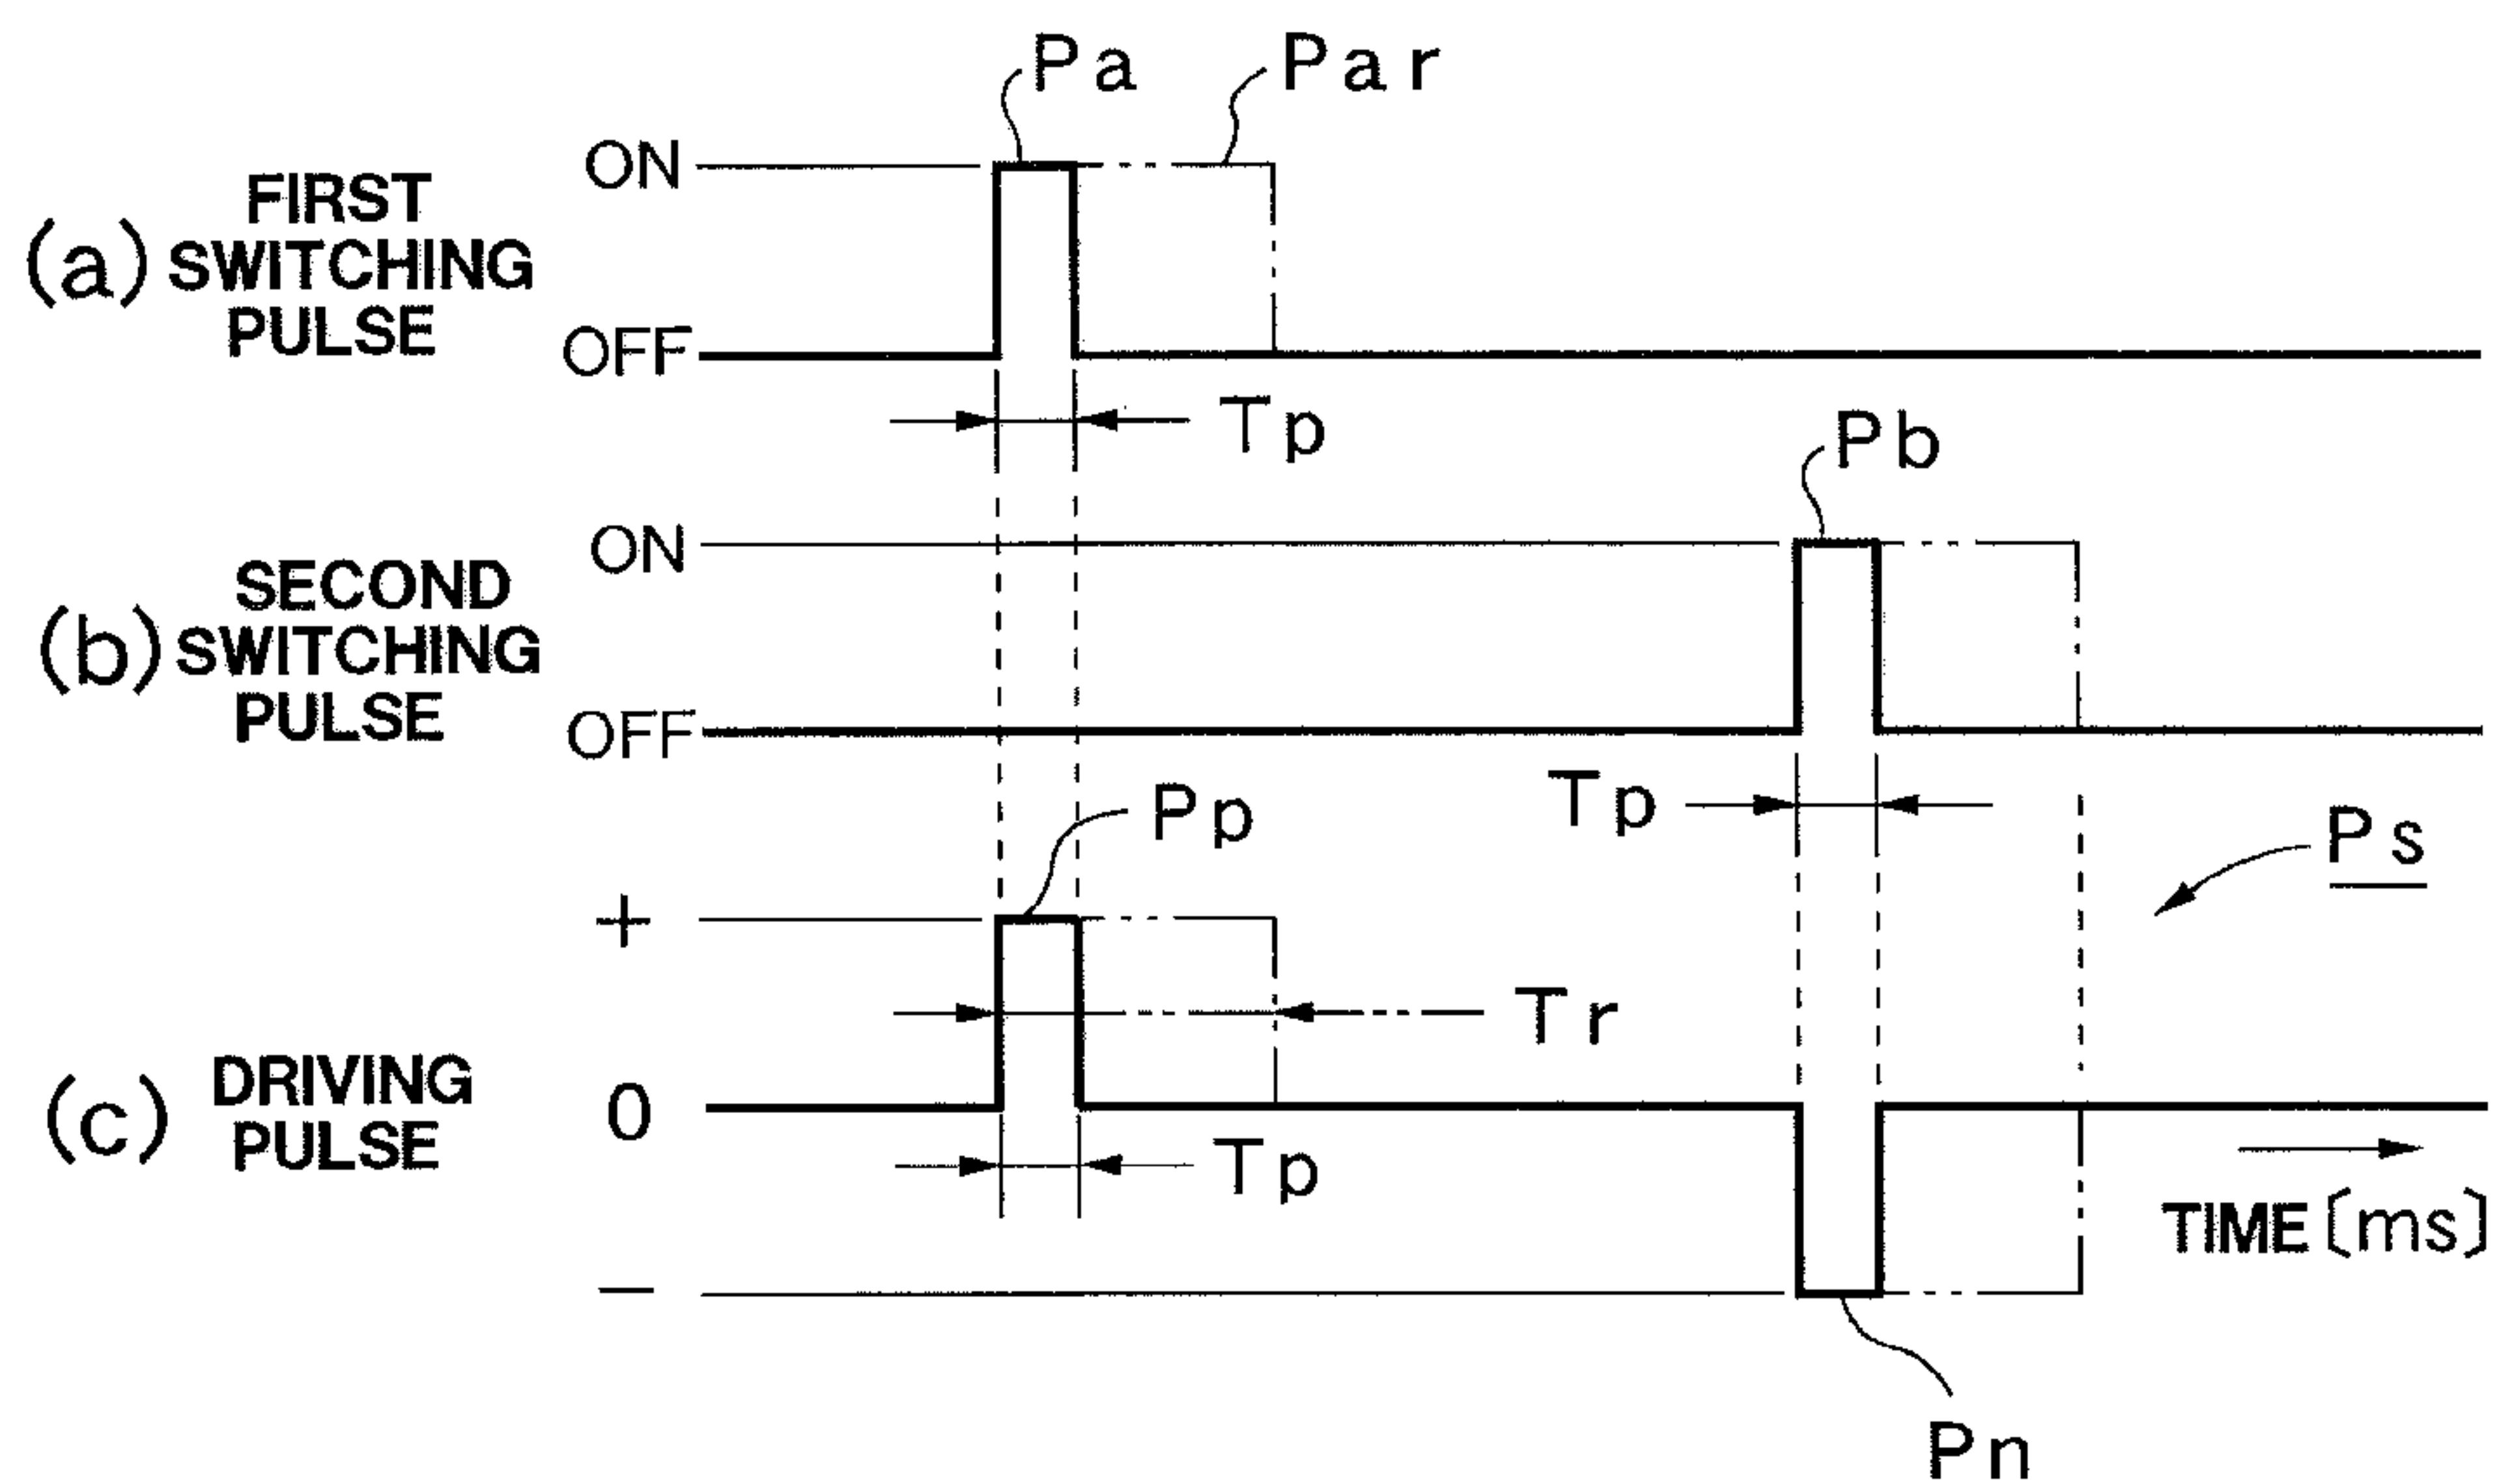 Pa
Par
ON
(a) FIRST
SWITCHING
PULSE
OFF
Tp
Pb
ON
(b) SECOND
SWITCHING
PULSE
OFF
Tp
Pp
Ps
+
Tr
(c) DRIVING
PULSE
0
Tp
TIME [ms]
−
Pn